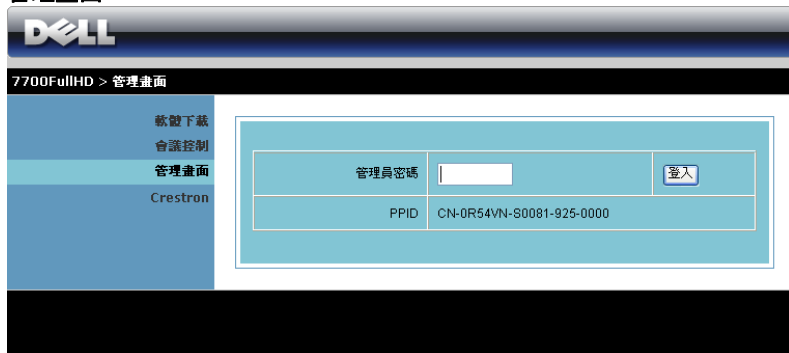 DELL
7700FullHD > 管理畫面
軟體下載
會議控制
管理畫面
Crestron
管理員密碼 登入
PPID CN-0R54VN-S0081-925-0000